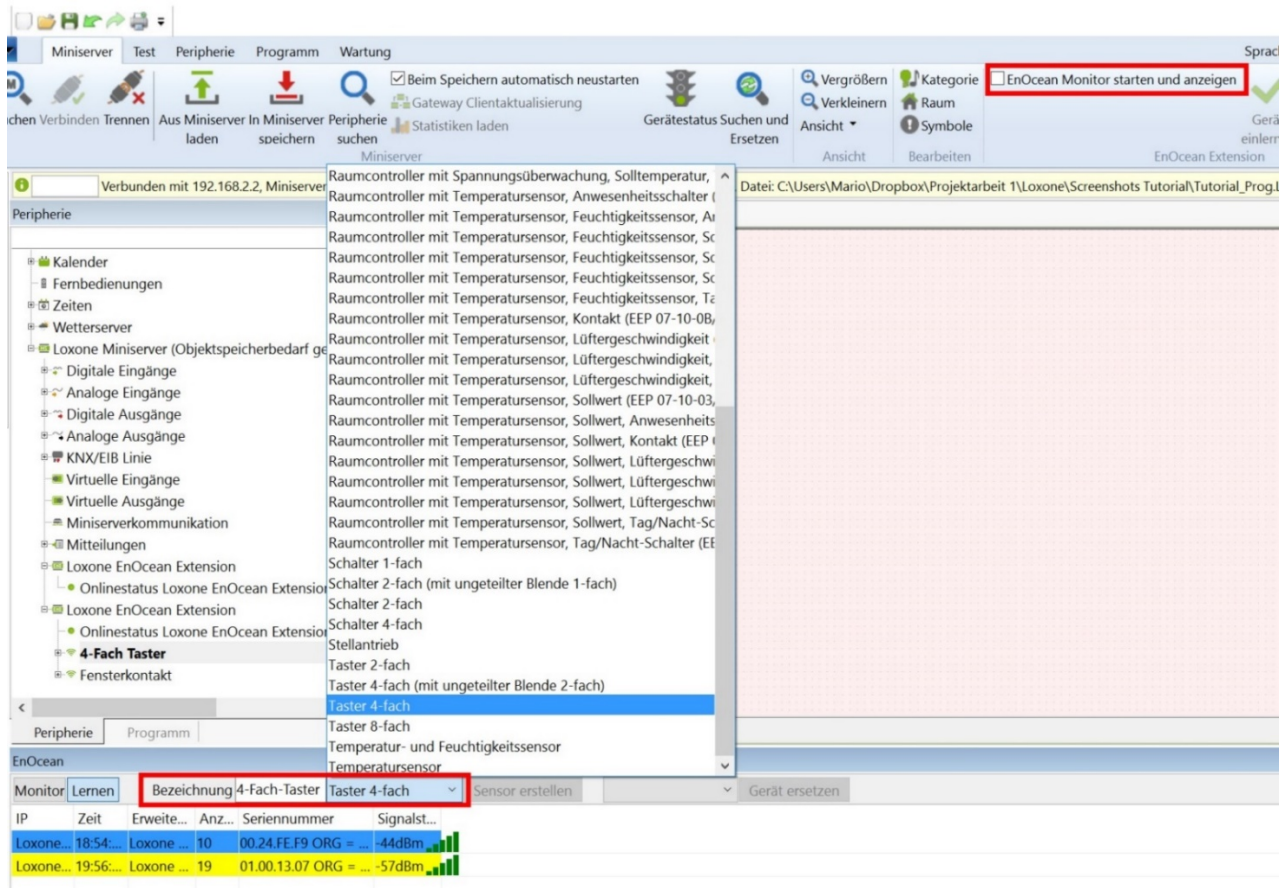 Miniserver Test Peripherie Programm Wartung
Beim Speichern automatisch neustarten
Gateway Clientaktualisierung
Statistiken laden
Verbinden Trennen
Aus Miniserver laden
In Miniserver speichern
Peripherie suchen
Miniserver
Gerätestatus
Suchen und Ersetzen
Vergrößern
Verkleinern
Ansicht
Ansicht
Kategorie
Raum
Symbole
Bearbeiten
EnOcean Monitor starten und anzeigen
EnOcean Extension
Verbunden mit 192.168.2.2, Miniserver
Datei: C:\Users\Mario\Dropbox\Projektarbeit 1\Loxone\Screenshots Tutorial\Tutorial_Prog.L
Peripherie
Kalender
Fernbedienungen
Zeiten
Wetterserver
Loxone Miniserver (Objektspeicherbedarf ge
Digitale Eingänge
Analoge Eingänge
Digitale Ausgänge
Analoge Ausgänge
KNX/EIB Linie
Virtuelle Eingänge
Virtuelle Ausgänge
Miniserverkommunikation
Mitteilungen
Loxone EnOcean Extension
Onlinestatus Loxone EnOcean Extension
Loxone EnOcean Extension
Onlinestatus Loxone EnOcean Extension
4-Fach Taster
Fensterkontakt
Peripherie Programm
Raumcontroller mit Spannungsüberwachung, Solltemperatur,
Raumcontroller mit Temperatursensor, Anwesenheitsschalter (
Raumcontroller mit Temperatursensor, Feuchtigkeitssensor, An
Raumcontroller mit Temperatursensor, Feuchtigkeitssensor, So
Raumcontroller mit Temperatursensor, Feuchtigkeitssensor, So
Raumcontroller mit Temperatursensor, Feuchtigkeitssensor, So
Raumcontroller mit Temperatursensor, Feuchtigkeitssensor, Ta
Raumcontroller mit Temperatursensor, Kontakt (EEP 07-10-0B,
Raumcontroller mit Temperatursensor, Lüftergeschwindigkeit
Raumcontroller mit Temperatursensor, Lüftergeschwindigkeit,
Raumcontroller mit Temperatursensor, Lüftergeschwindigkeit,
Raumcontroller mit Temperatursensor, Sollwert (EEP 07-10-03,
Raumcontroller mit Temperatursensor, Sollwert, Anwesenheits
Raumcontroller mit Temperatursensor, Sollwert, Kontakt (EEP
Raumcontroller mit Temperatursensor, Sollwert, Lüftergeschwi
Raumcontroller mit Temperatursensor, Sollwert, Lüftergeschwi
Raumcontroller mit Temperatursensor, Sollwert, Lüftergeschwi
Raumcontroller mit Temperatursensor, Sollwert, Tag/Nacht-Sc
Raumcontroller mit Temperatursensor, Tag/Nacht-Schalter (EE
Schalter 1-fach
Schalter 2-fach (mit ungeteilter Blende 1-fach)
Schalter 2-fach
Schalter 4-fach
Stellantrieb
Taster 2-fach
Taster 4-fach (mit ungeteilter Blende 2-fach)
Taster 4-fach
Taster 8-fach
Temperatur- und Feuchtigkeitssensor
Temperatursensor
EnOcean
Monitor Lernen Bezeichnung 4-Fach-Taster Taster 4-fach Sensor erstellen Gerät ersetzen
IP Zeit Erweite... Anz... Seriennummer Signalst...
Loxone... 18:54:... Loxone ... 10 00.24.FE.F9 ORG = ... -44dBm
Loxone... 19:56:... Loxone ... 19 01.00.13.07 ORG = ... -57dBm